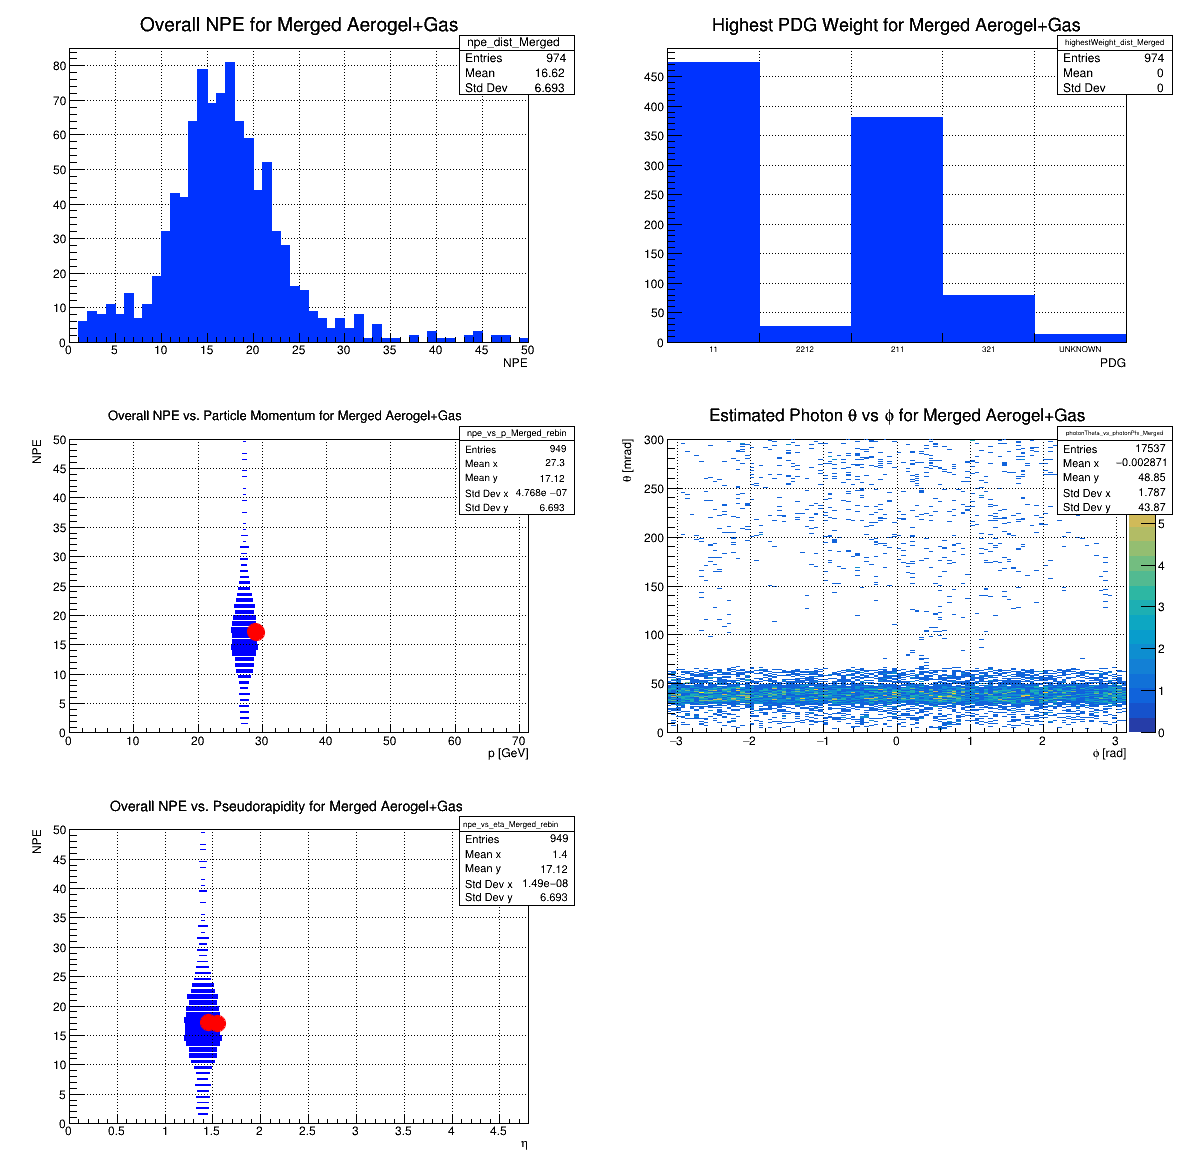 Overall NPE for Merged Aerogel+Gas
npe_dist_Merged
Entries 974
Mean 16.62
Std Dev 6.693
80
70
60
50
40
30
20
10
0
0 5 10 15 20 25 30 35 40 45 50
NPE
Highest PDG Weight for Merged Aerogel+Gas
highestWeight_dist_Merged
Entries 974
Mean 0
Std Dev 0
450
400
350
300
250
200
150
100
50
0
11 2212 211 321 UNKNOWN
PDG
Overall NPE vs. Particle Momentum for Merged Aerogel+Gas
npe_vs_p_Merged_rebin
Entries 949
Mean x 27.3
Mean y 17.12
Std Dev x 4.768e −07
Std Dev y 6.693
NPE
50
45
40
35
30
25
20
15
10
5
0
0 10 20 30 40 50 60 70
p [GeV]
Estimated Photon θ vs ϕ for Merged Aerogel+Gas
photonTheta_vs_photonPhi_Merged
Entries 17537
Mean x −0.002871
Mean y 48.85
Std Dev x 1.787
Std Dev y 43.87
θ [mrad]
300
250
200
150
100
50
0
−3 −2 −1 0 1 2 3
ϕ [rad]
5
4
3
2
1
0
Overall NPE vs. Pseudorapidity for Merged Aerogel+Gas
npe_vs_eta_Merged_rebin
Entries 949
Mean x 1.4
Mean y 17.12
Std Dev x 1.49e−08
Std Dev y 6.693
NPE
50
45
40
35
30
25
20
15
10
5
0
0 0.5 1 1.5 2 2.5 3 3.5 4 4.5
η